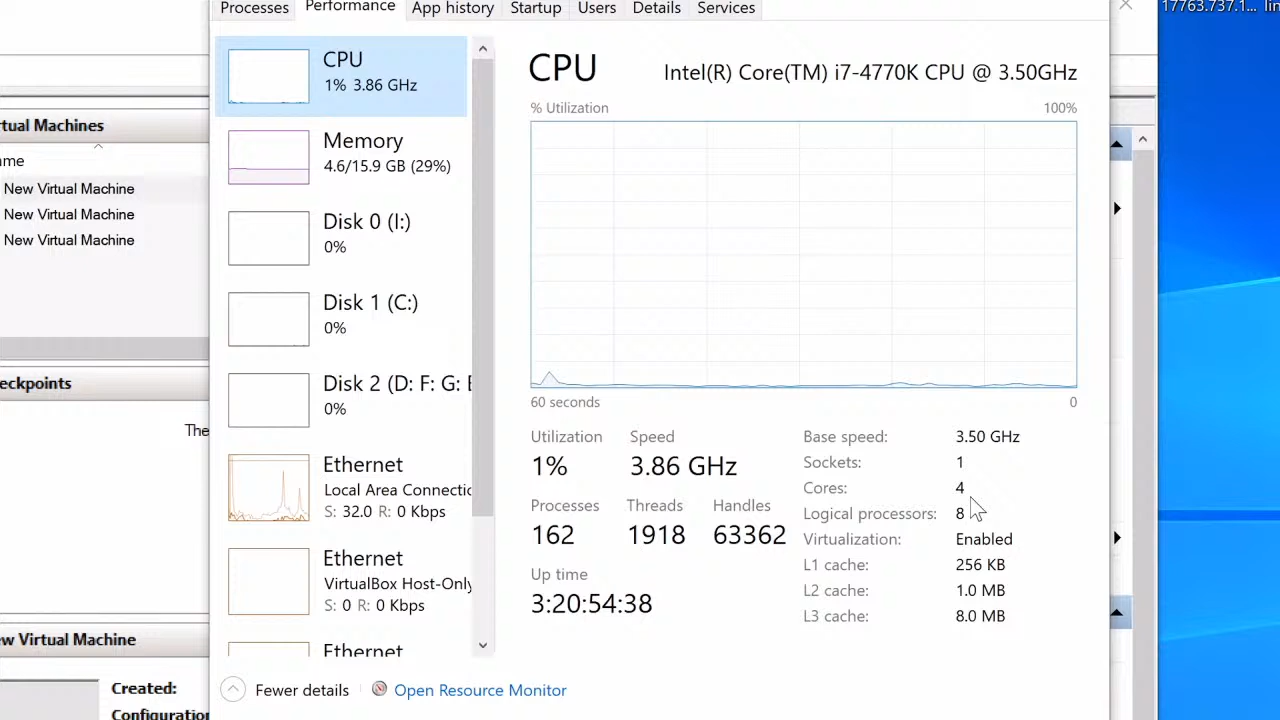 Processes Performance App history Startup Users Details Services
17763.737.1... lin
rtual Machines
ame
New Virtual Machine
New Virtual Machine
New Virtual Machine
eckpoints
The
ew Virtual Machine
Created:
Configuration
CPU
1% 3.86 GHz
Memory
4.6/15.9 GB (29%)
Disk 0 (I:)
0%
Disk 1 (C:)
0%
Disk 2 (D: F: G: E
0%
Ethernet
Local Area Connectio
S: 32.0 R: 0 Kbps
Ethernet
VirtualBox Host-Only
S: 0 R: 0 Kbps
Ethernet
CPU
Intel(R) Core(TM) i7-4770K CPU @ 3.50GHz
% Utilization 100%
60 seconds 0
Utilization Speed
1% 3.86 GHz
Processes Threads Handles
162 1918 63362
Up time
3:20:54:38
Base speed: 3.50 GHz
Sockets: 1
Cores: 4
Logical processors: 8
Virtualization: Enabled
L1 cache: 256 KB
L2 cache: 1.0 MB
L3 cache: 8.0 MB
Fewer details
Open Resource Monitor